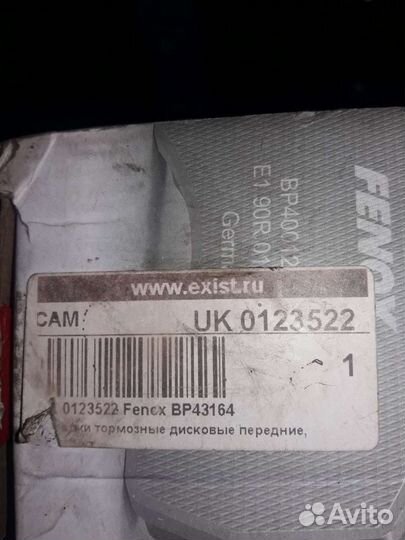 FENOX
BP400
E1 90R 01
Germ
www.exist.ru
САМ
UK 0123522
1
0123522 Fenox BP43164
тормозные дисковые передние,
Avito